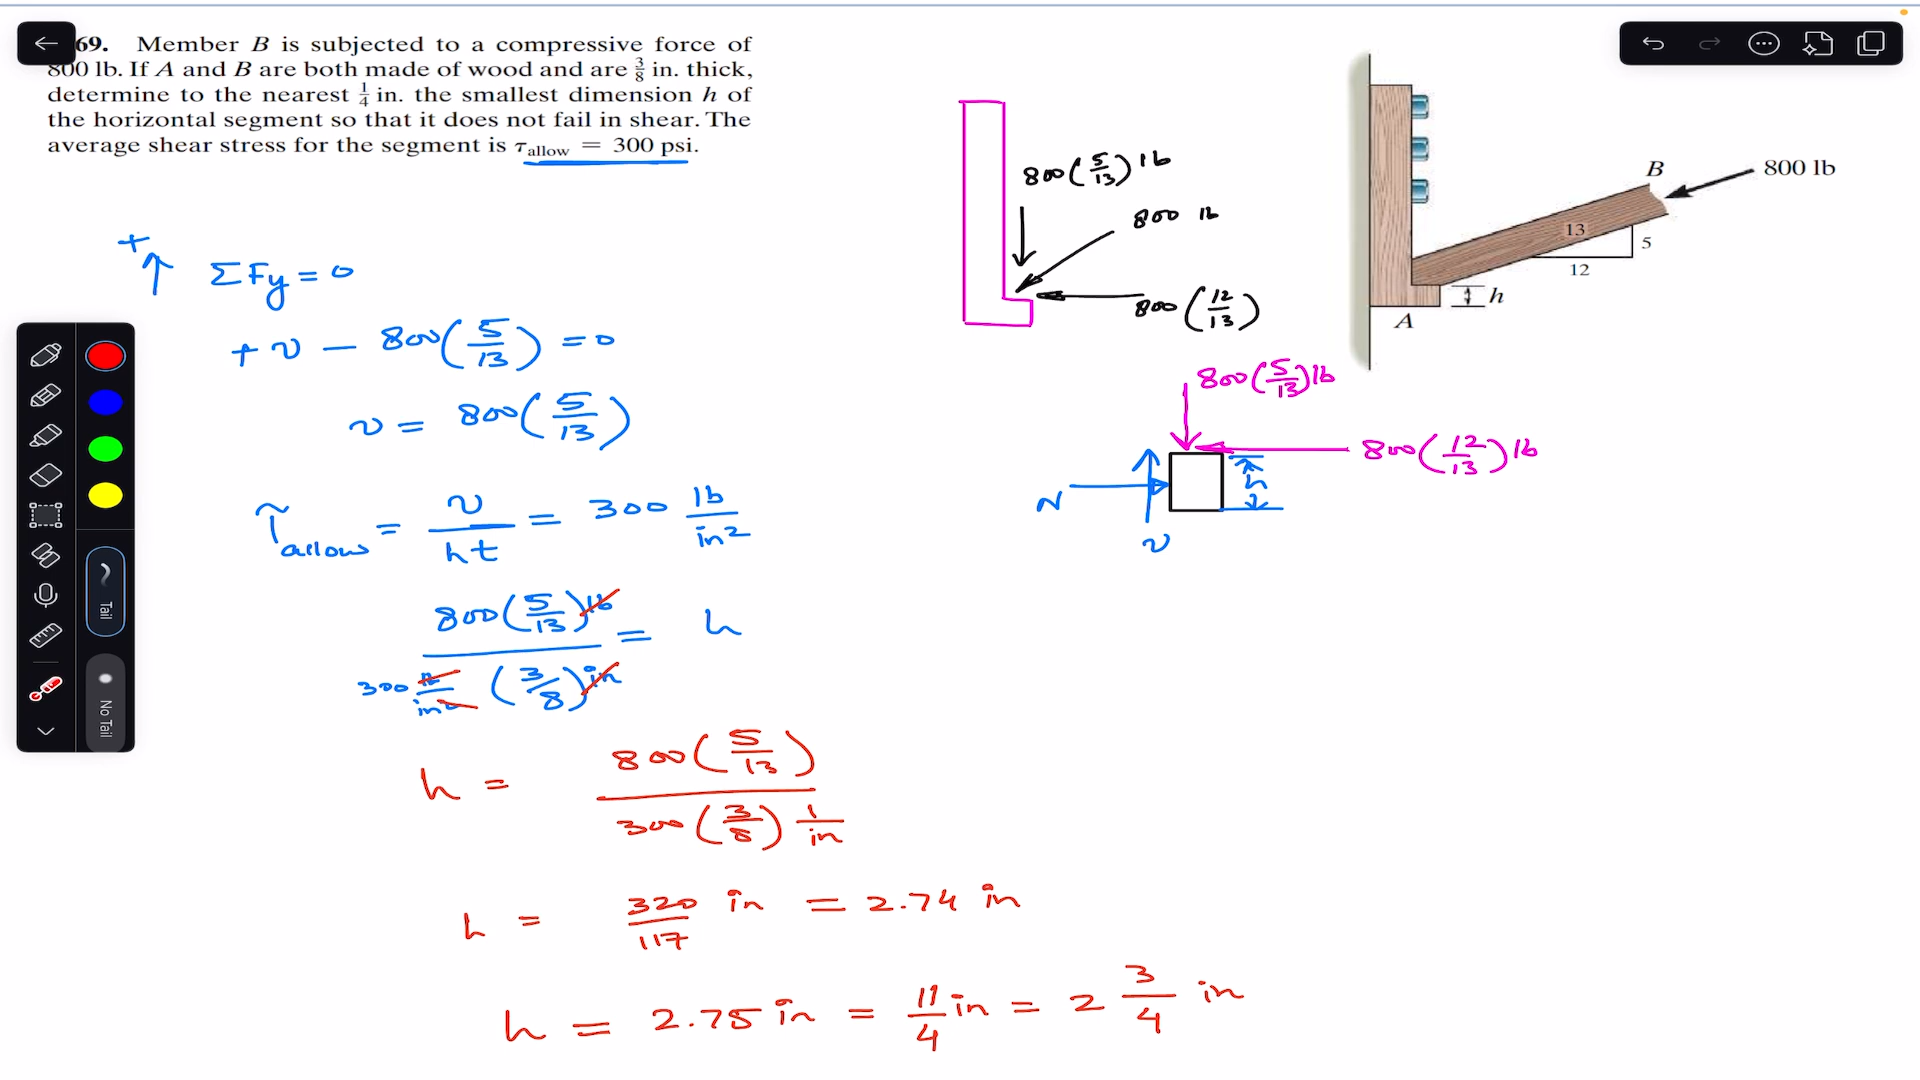 69. Member B is subjected to a compressive force of
800 lb. If A and B are both made of wood and are 3/8 in. thick,
determine to the nearest 1/4 in. the smallest dimension h of
the horizontal segment so that it does not fail in shear. The
average shear stress for the segment is τallow = 300 psi.
+↑ ΣFy = 0
+v − 800(5/13) = 0
v = 800(5/13)
τallow = v/ht = 300 lb/in²
800(5/13)lb / 300 lb/in² (3/8)in = h
h = 800(5/13) / 300(3/8) 1/in
h = 320/117 in = 2.74 in
h = 2.75 in = 11/4 in = 2 3/4 in
800(5/13) lb
800 lb
800(12/13)
800(5/13) lb
800(12/13) lb
h
N
v
B
800 lb
13
5
12
h
A
Tail
No Tail